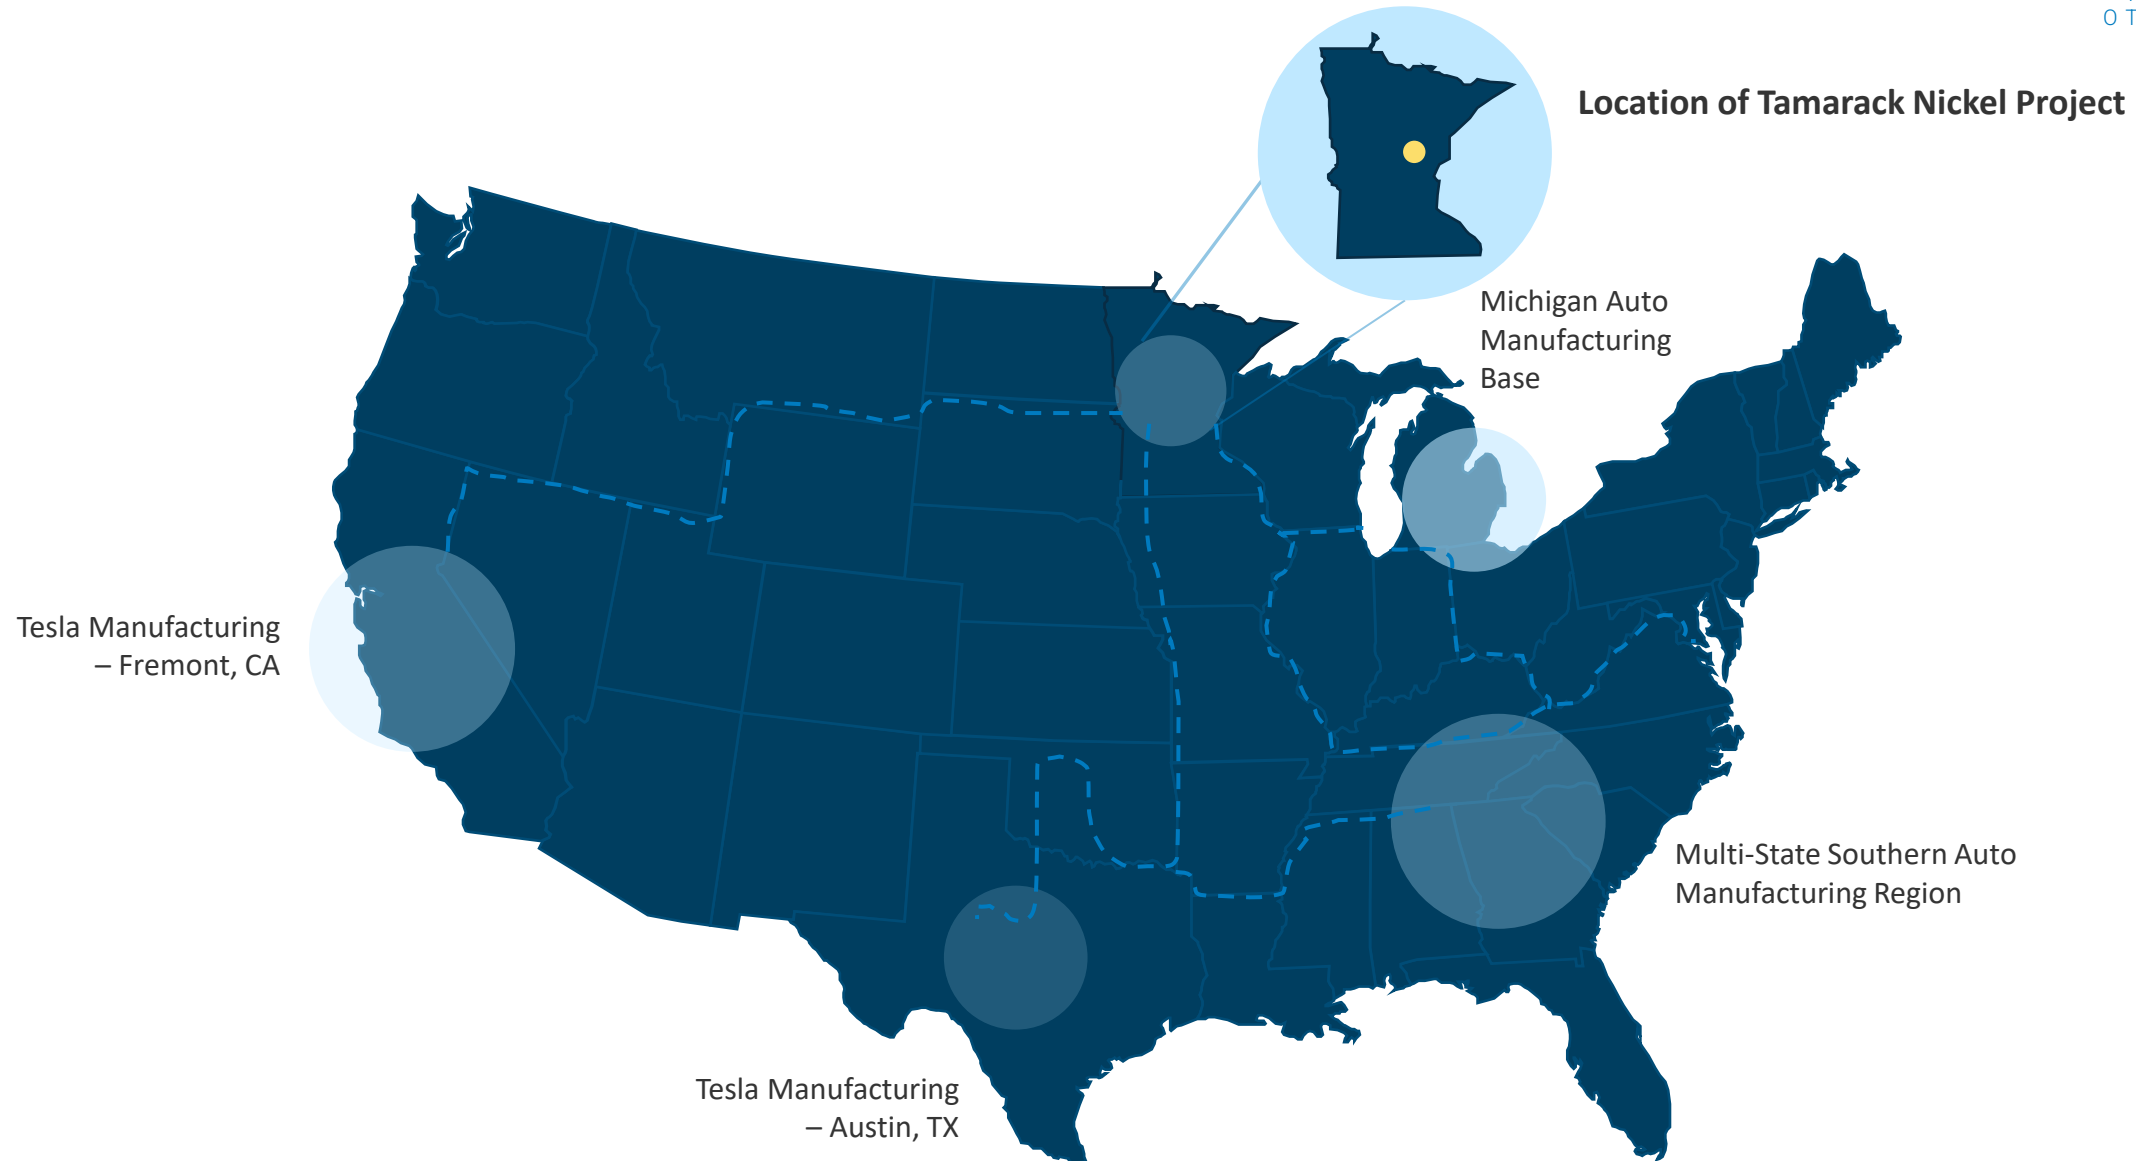 O T
Location of Tamarack Nickel Project
Michigan Auto
Manufacturing
Base
Tesla Manufacturing
– Fremont, CA
Multi-State Southern Auto
Manufacturing Region
Tesla Manufacturing
– Austin, TX